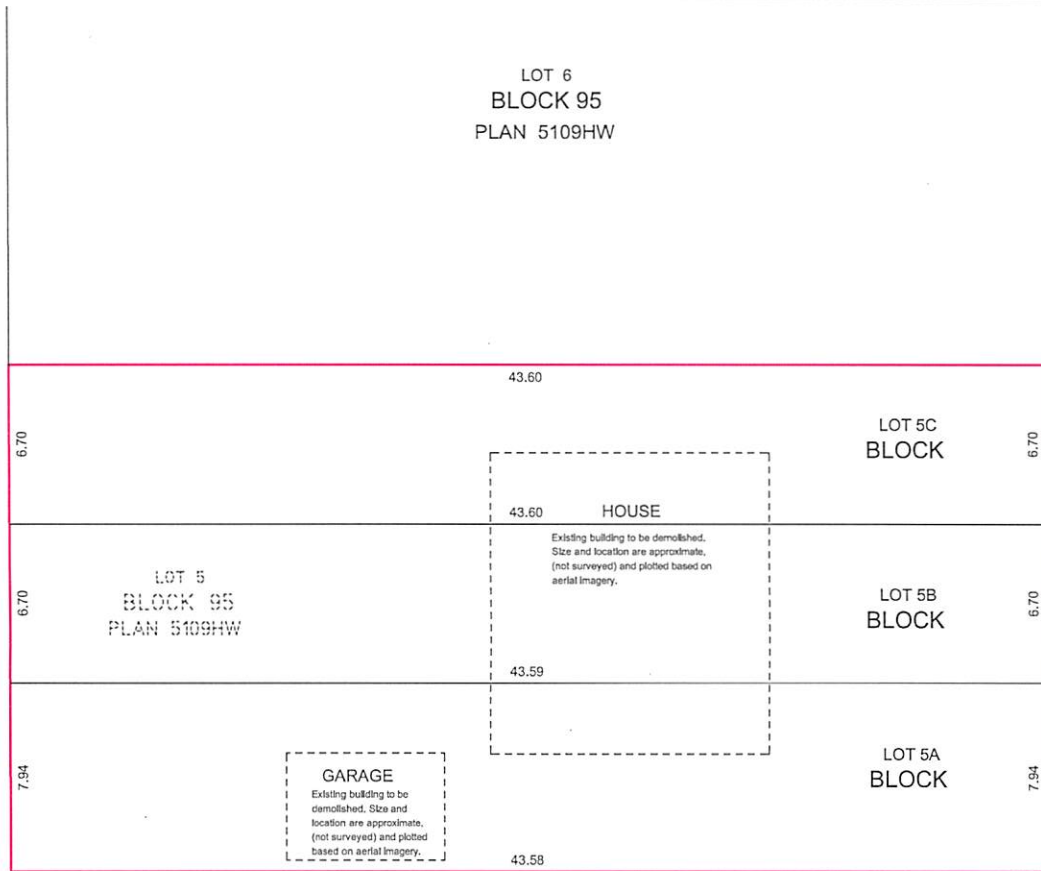 LOT 6
BLOCK 95
PLAN 5109HW
43.60
6.70
LOT 5C
BLOCK
6.70
43.60
HOUSE
Existing building to be demolished.
Size and location are approximate,
(not surveyed) and plotted based on
aerial imagery.
6.70
LOT 5
BLOCK 95
PLAN 5109HW
LOT 5B
BLOCK
6.70
43.59
7.94
GARAGE
Existing building to be
demolished. Size and
location are approximate,
(not surveyed) and plotted
based on aerial imagery.
LOT 5A
BLOCK
7.94
43.58